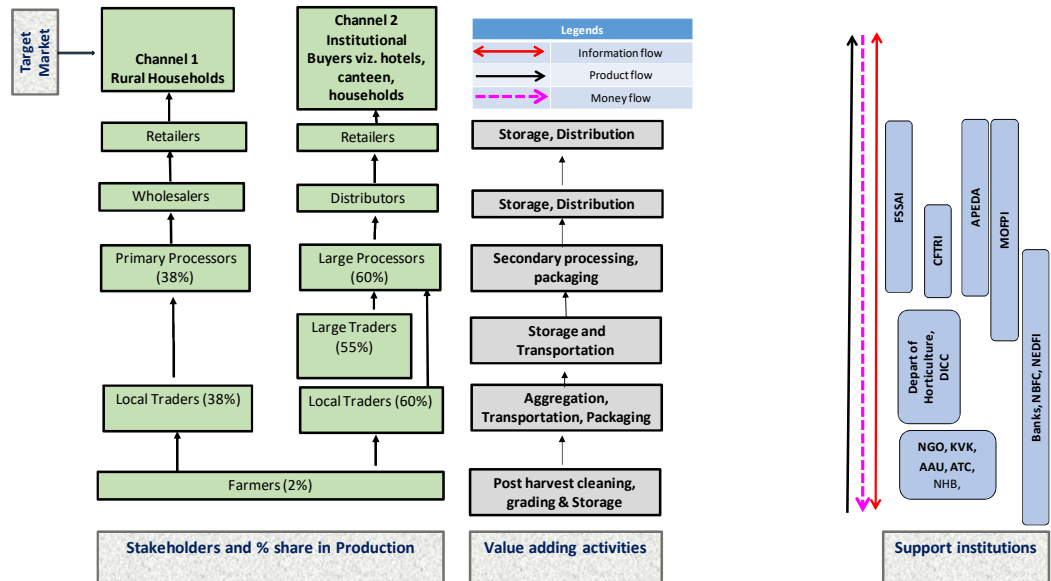 Target
Market
Channel 1
Rural Households
Channel 2
Institutional
Buyers viz. hotels,
canteen,
households
Legends
Information flow
Product flow
Money flow
Retailers
Retailers
Storage, Distribution
Wholesalers
Distributors
Storage, Distribution
Primary Processors
(38%)
Large Processors
(60%)
Secondary processing,
packaging
Large Traders
(55%)
Storage and
Transportation
Local Traders (38%)
Local Traders (60%)
Aggregation,
Transportation, Packaging
Farmers (2%)
Post harvest cleaning,
grading & Storage
FSSAI
CFTRI
APEDA
MOFPI
Depart of
Horticulture,
DICC
Banks, NBFC, NEDFI
NGO, KVK,
AAU, ATC,
NHB,
Stakeholders and % share in Production
Value adding activities
Support institutions